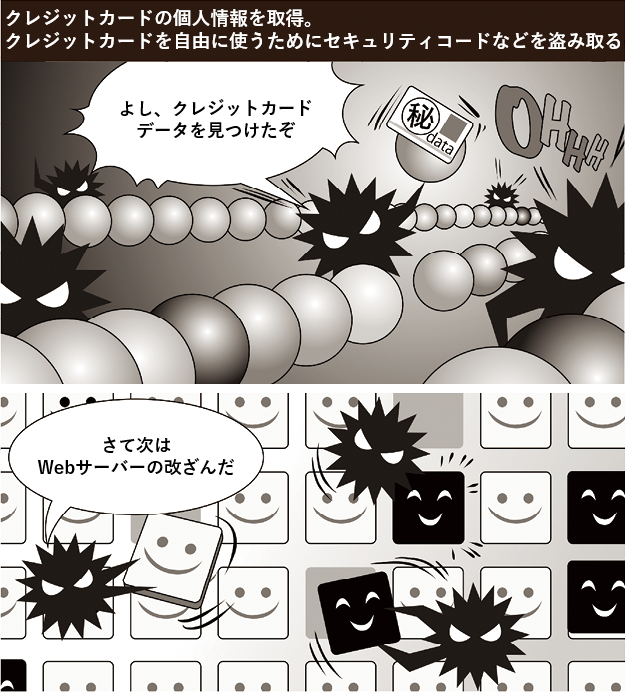 クレジットカードの個人情報を取得。
クレジットカードを自由に使うためにセキュリティコードなどを盗み取る
よし、クレジットカード
データを見つけたぞ
秘
data
OHHHH
さて次は
Webサーバーの改ざんだ